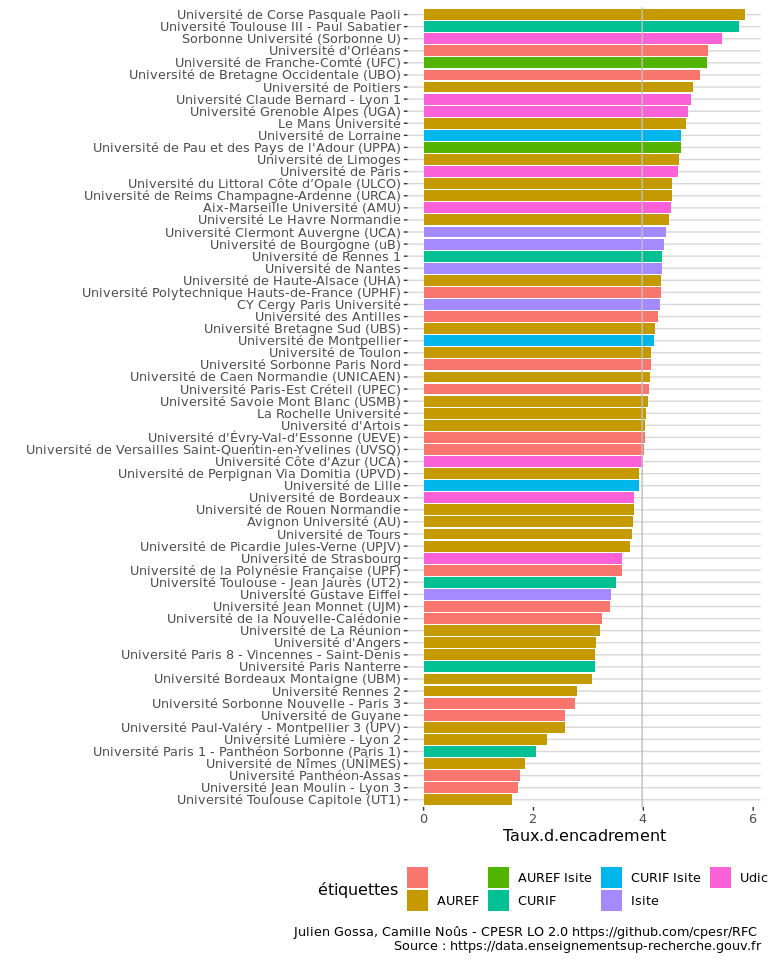 Université de Corse Pasquale Paoli
Université Toulouse III - Paul Sabatier
Sorbonne Université (Sorbonne U)
Université d'Orléans
Université de Franche-Comté (UFC)
Université de Bretagne Occidentale (UBO)
Université de Poitiers
Université Claude Bernard - Lyon 1
Université Grenoble Alpes (UGA)
Le Mans Université
Université de Lorraine
Université de Pau et des Pays de l'Adour (UPPA)
Université de Limoges
Université de Paris
Université du Littoral Côte d’Opale (ULCO)
Université de Reims Champagne-Ardenne (URCA)
Aix-Marseille Université (AMU)
Université Le Havre Normandie
Université Clermont Auvergne (UCA)
Université de Bourgogne (uB)
Université de Rennes 1
Université de Nantes
Université de Haute-Alsace (UHA)
Université Polytechnique Hauts-de-France (UPHF)
CY Cergy Paris Université
Université des Antilles
Université Bretagne Sud (UBS)
Université de Montpellier
Université de Toulon
Université Sorbonne Paris Nord
Université de Caen Normandie (UNICAEN)
Université Paris-Est Créteil (UPEC)
Université Savoie Mont Blanc (USMB)
La Rochelle Université
Université d'Artois
Université d'Évry-Val-d'Essonne (UEVE)
Université de Versailles Saint-Quentin-en-Yvelines (UVSQ)
Université Côte d'Azur (UCA)
Université de Perpignan Via Domitia (UPVD)
Université de Lille
Université de Bordeaux
Université de Rouen Normandie
Avignon Université (AU)
Université de Tours
Université de Picardie Jules-Verne (UPJV)
Université de Strasbourg
Université de la Polynésie Française (UPF)
Université Toulouse - Jean Jaurès (UT2)
Université Gustave Eiffel
Université Jean Monnet (UJM)
Université de la Nouvelle-Calédonie
Université de La Réunion
Université d'Angers
Université Paris 8 - Vincennes - Saint-Denis
Université Paris Nanterre
Université Bordeaux Montaigne (UBM)
Université Rennes 2
Université Sorbonne Nouvelle - Paris 3
Université de Guyane
Université Paul-Valéry - Montpellier 3 (UPV)
Université Lumière - Lyon 2
Université Paris 1 - Panthéon Sorbonne (Paris 1)
Université de Nîmes (UNIMES)
Université Panthéon-Assas
Université Jean Moulin - Lyon 3
Université Toulouse Capitole (UT1)
0 2 4 6
Taux.d.encadrement
étiquettes
AUREF Isite CURIF Isite Udice
AUREF CURIF Isite
Julien Gossa, Camille Noûs - CPESR LO 2.0 https://github.com/cpesr/RFC
Source : https://data.enseignementsup-recherche.gouv.fr